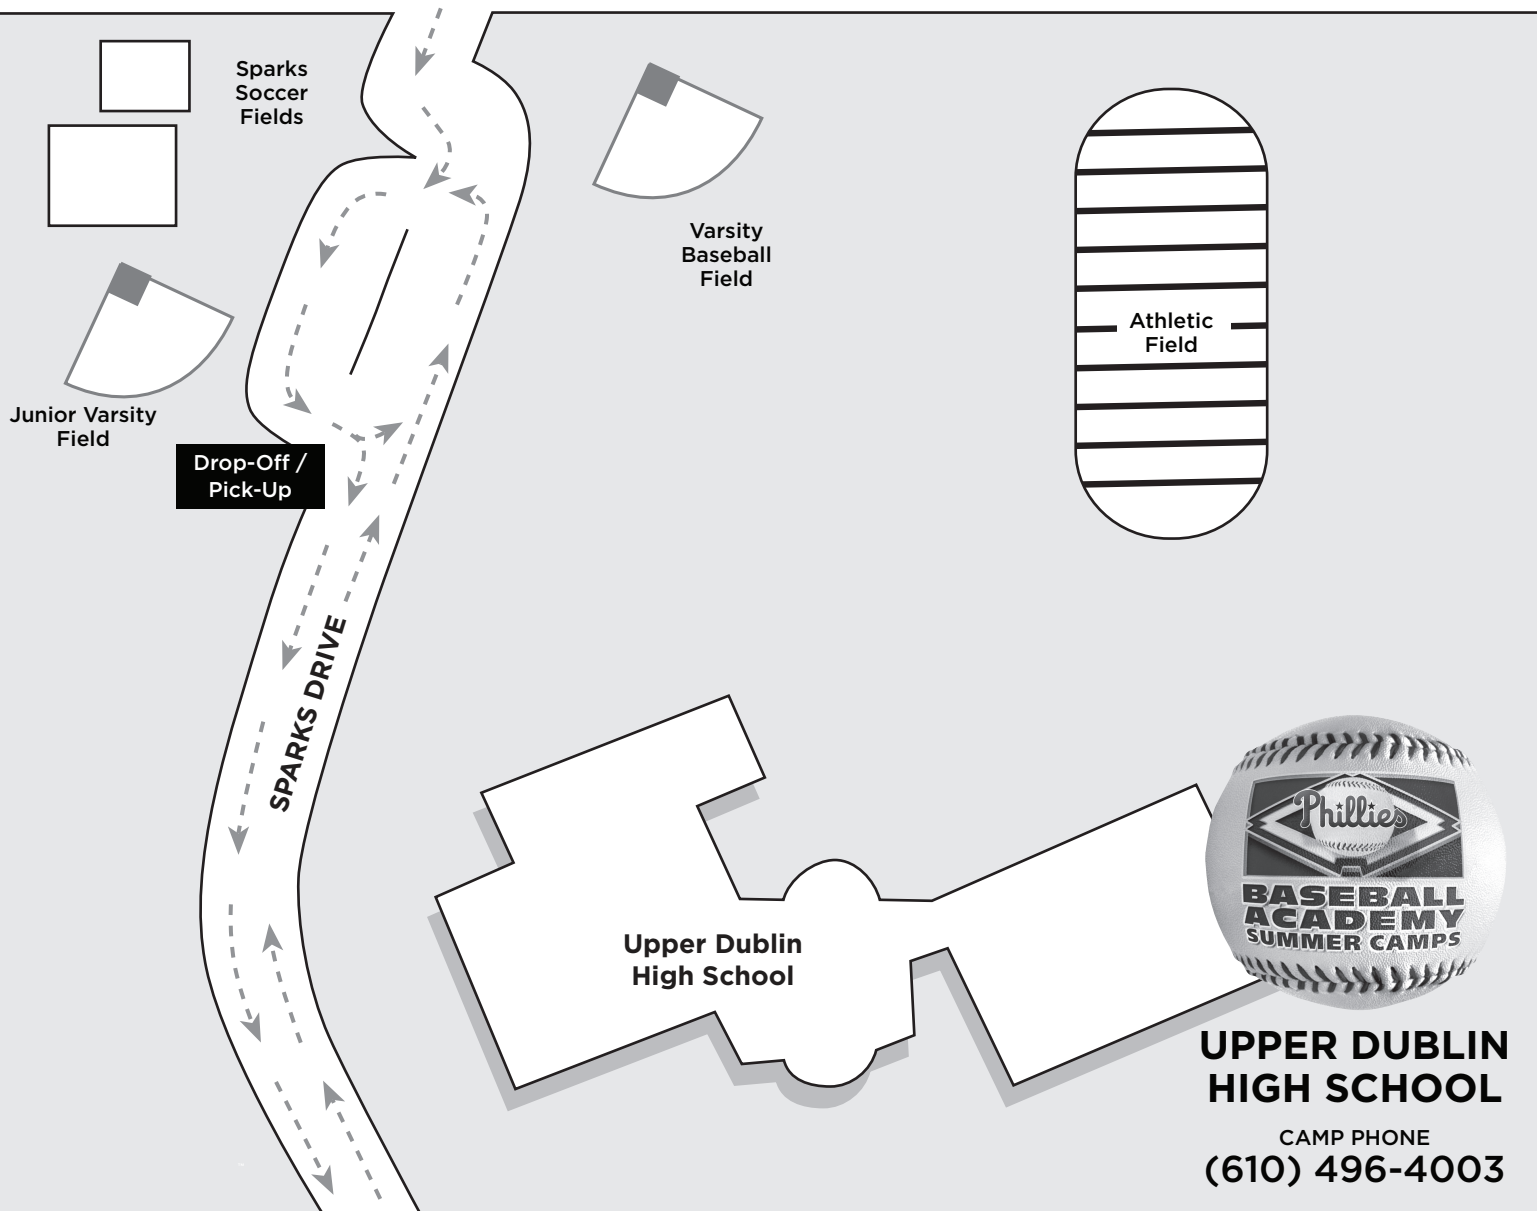 Sparks
Soccer
Fields
Varsity
Baseball
Field
Athletic
Field
Junior Varsity
Field
Drop-Off /
Pick-Up
SPARKS DRIVE
Upper Dublin
High School
Phillies
BASEBALL
ACADEMY
SUMMER CAMPS
UPPER DUBLIN
HIGH SCHOOL
CAMP PHONE
(610) 496-4003